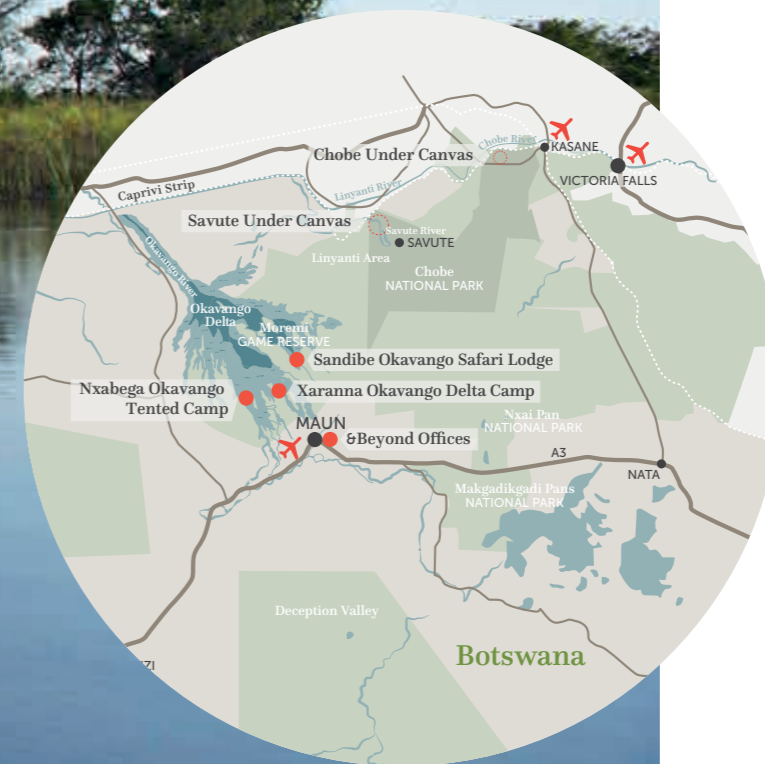 Chobe River
KASANE
Chobe Under Canvas
VICTORIA FALLS
Caprivi Strip
Linyanti River
Savute Under Canvas
Savute River
SAVUTE
Linyanti Area
Chobe
NATIONAL PARK
Okavango River
Okavango
Delta
Moremi
GAME RESERVE
Sandibe Okavango Safari Lodge
Nxabega Okavango
Tented Camp
Xaranna Okavango Delta Camp
Nxai Pan
NATIONAL PARK
MAUN
&Beyond Offices
A3
NATA
Makgadikgadi Pans
NATIONAL PARK
Deception Valley
Botswana
ZI